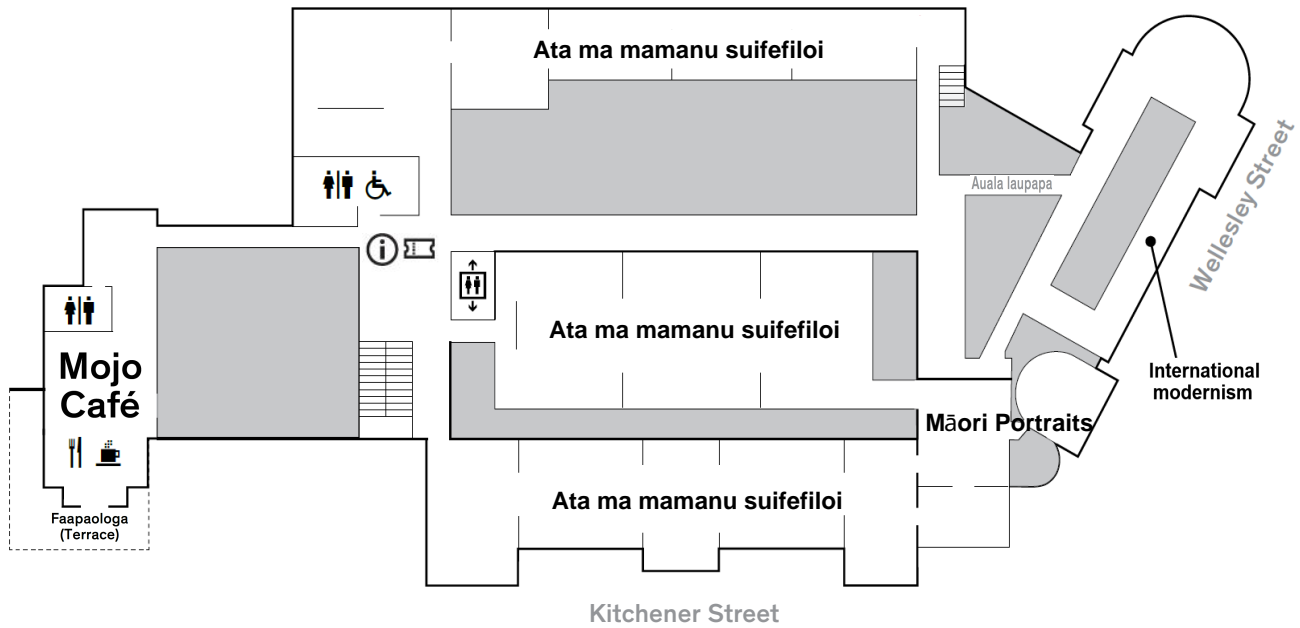 Ata ma mamanu suifefiloi
Auala laupapa
Wellesley Street
Ata ma mamanu suifefiloi
Mojo
Café
International
modernism
Māori Portraits
Ata ma mamanu suifefiloi
Faapaologa
(Terrace)
Kitchener Street